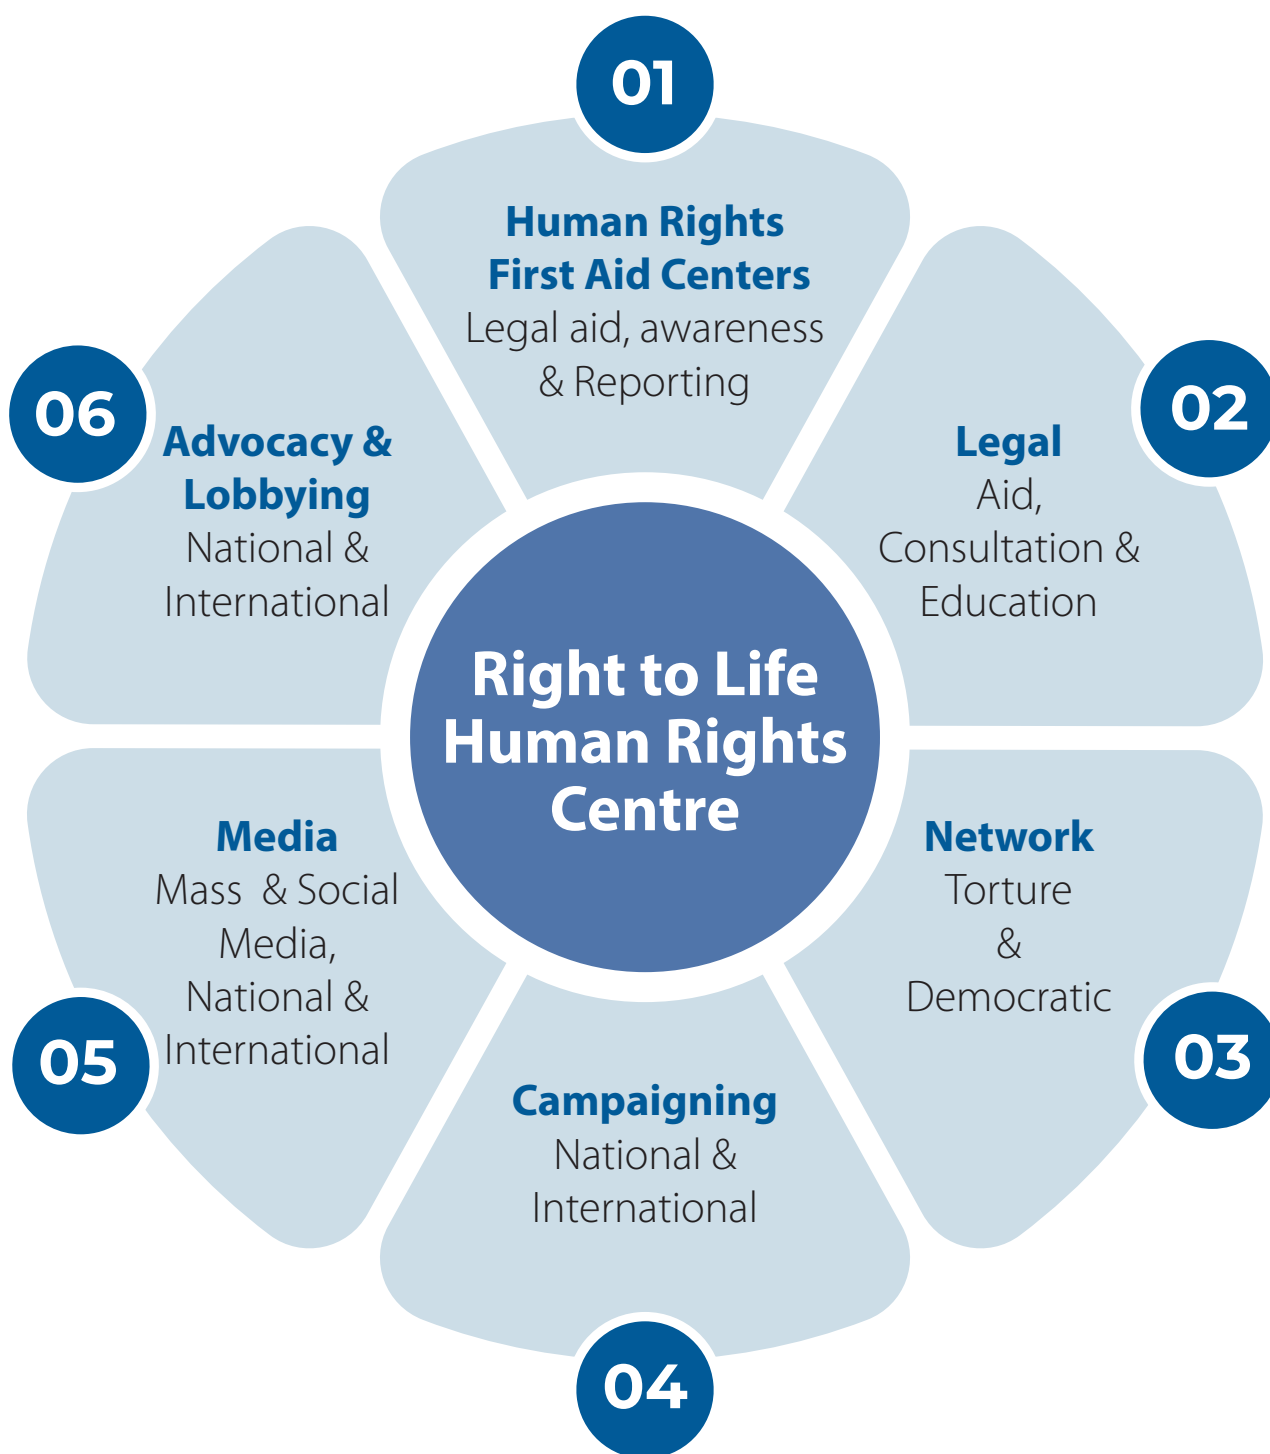 01
Human Rights
First Aid Centers
Legal aid, awareness
& Reporting
02
Legal
Aid,
Consultation &
Education
03
Network
Torture
&
Democratic
04
Campaigning
National &
International
05
Media
Mass & Social
Media,
National &
International
06
Advocacy &
Lobbying
National &
International
Right to Life
Human Rights
Centre